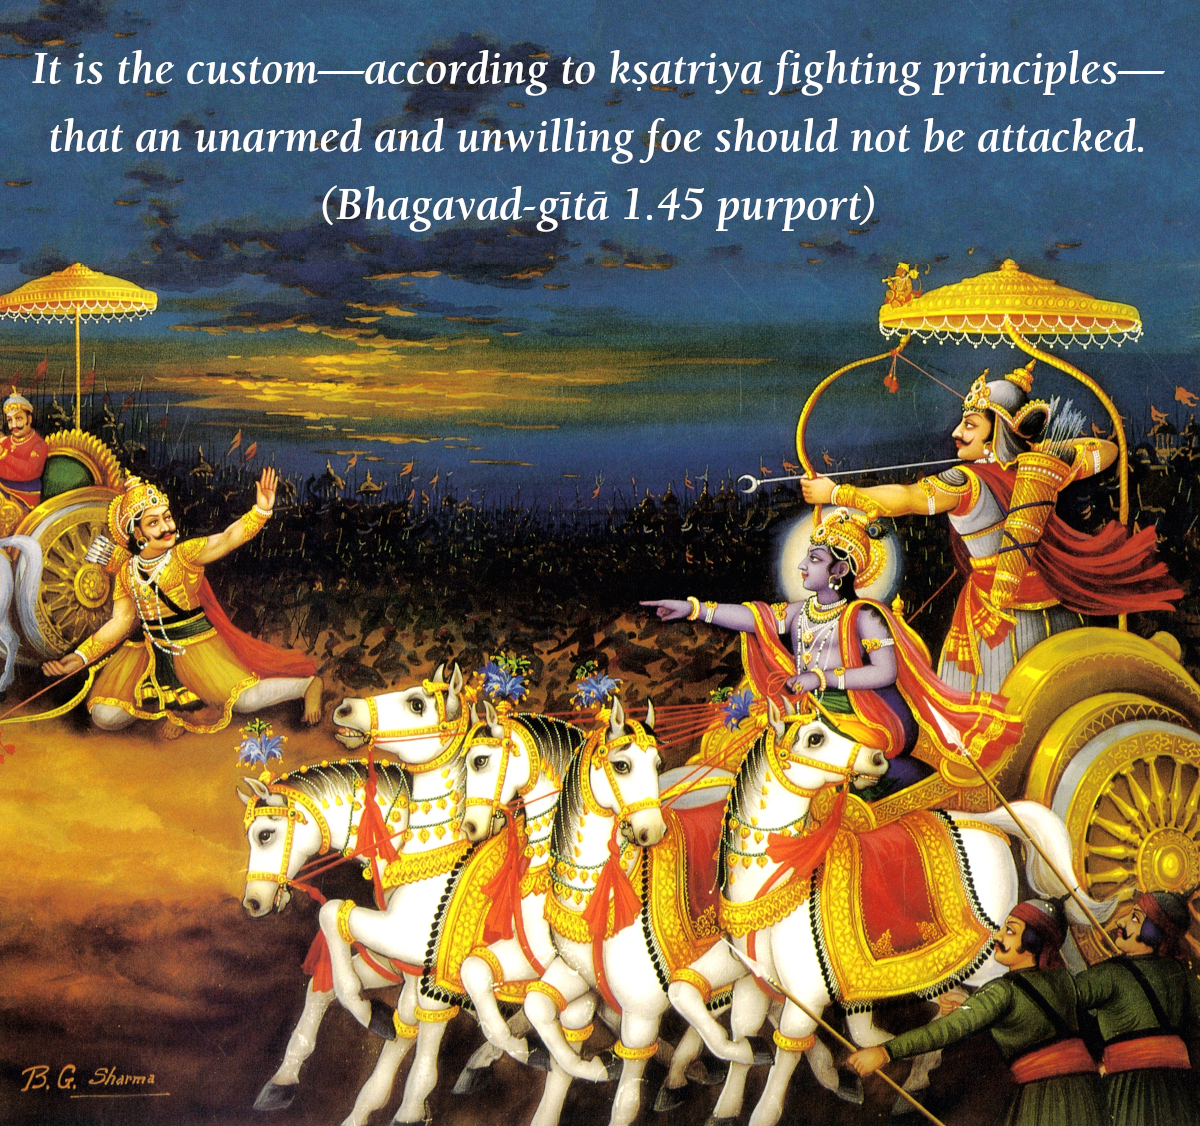 It is the custom—according to kṣatriya fighting principles—
that an unarmed and unwilling foe should not be attacked.
(Bhagavad-gītā 1.45 purport)
B. G. Sharma